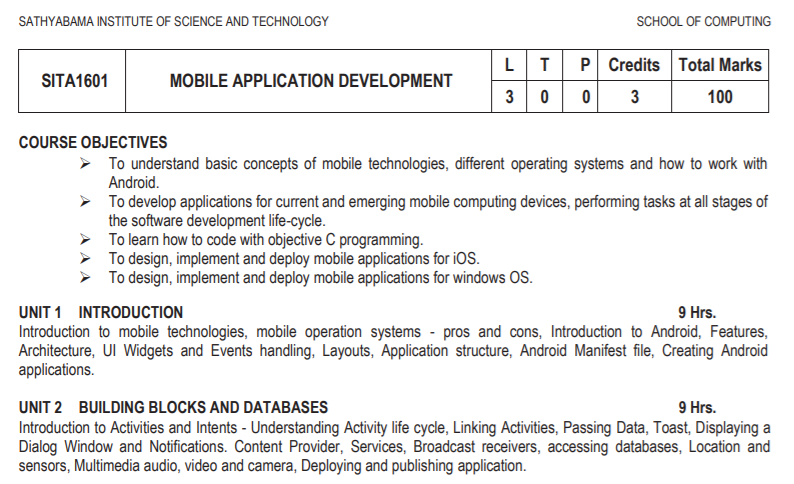 SATHYABAMA INSTITUTE OF SCIENCE AND TECHNOLOGY SCHOOL OF COMPUTING
SITA1601 MOBILE APPLICATION DEVELOPMENT L T P Credits Total Marks
3 0 0 3 100
COURSE OBJECTIVES
➢ To understand basic concepts of mobile technologies, different operating systems and how to work with
Android.
➢ To develop applications for current and emerging mobile computing devices, performing tasks at all stages of
the software development life-cycle.
➢ To learn how to code with objective C programming.
➢ To design, implement and deploy mobile applications for iOS.
➢ To design, implement and deploy mobile applications for windows OS.
UNIT 1 INTRODUCTION 9 Hrs.
Introduction to mobile technologies, mobile operation systems - pros and cons, Introduction to Android, Features,
Architecture, UI Widgets and Events handling, Layouts, Application structure, Android Manifest file, Creating Android
applications.
UNIT 2 BUILDING BLOCKS AND DATABASES 9 Hrs.
Introduction to Activities and Intents - Understanding Activity life cycle, Linking Activities, Passing Data, Toast, Displaying a
Dialog Window and Notifications. Content Provider, Services, Broadcast receivers, accessing databases, Location and
sensors, Multimedia audio, video and camera, Deploying and publishing application.